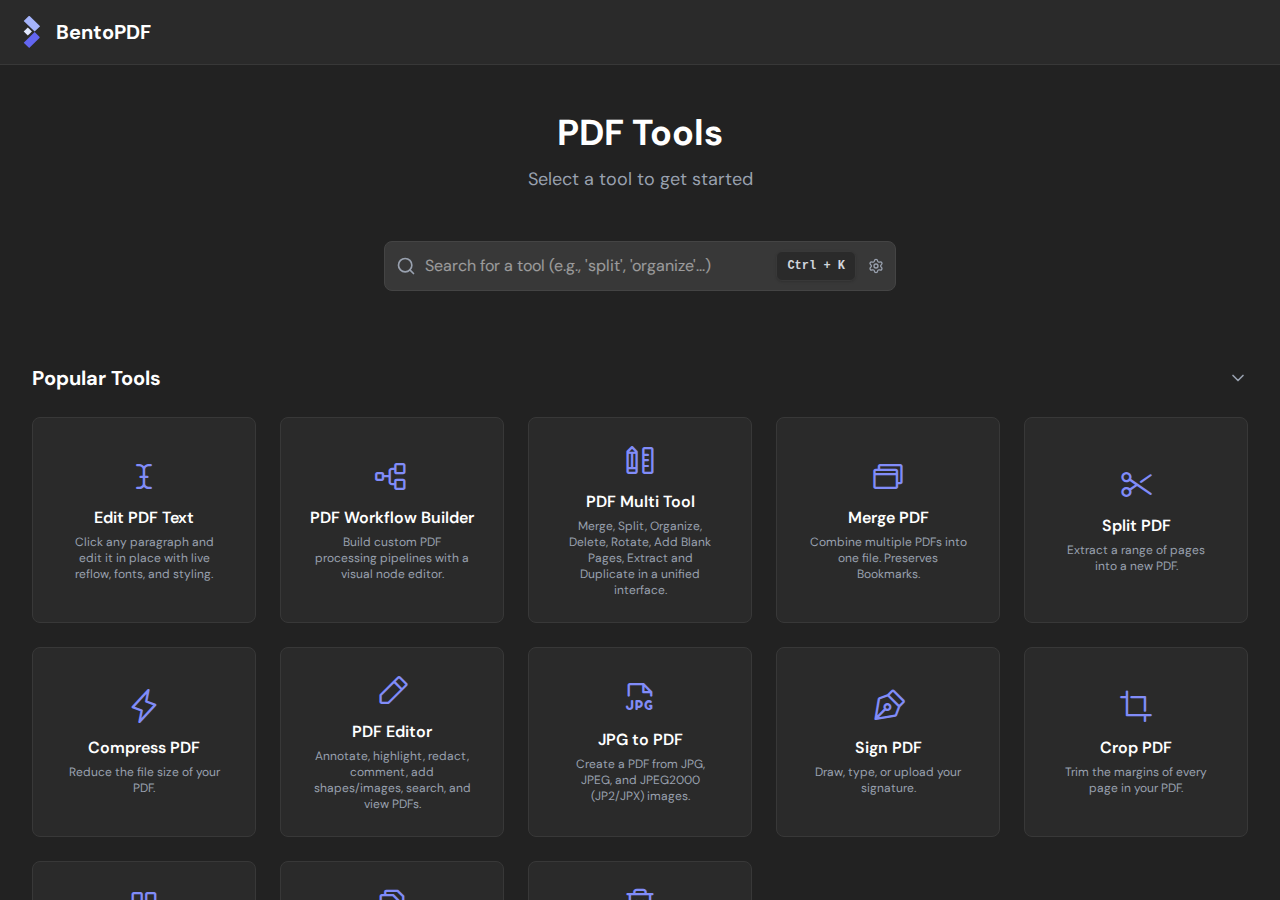 BentoPDF
PDF Tools
Select a tool to get started
Search for a tool (e.g., 'split', 'organize'...)
Ctrl + K
Popular Tools
Edit PDF Text
Click any paragraph and
edit it in place with live
reflow, fonts, and styling.
PDF Workflow Builder
Build custom PDF
processing pipelines with a
visual node editor.
PDF Multi Tool
Merge, Split, Organize,
Delete, Rotate, Add Blank
Pages, Extract and
Duplicate in a unified
interface.
Merge PDF
Combine multiple PDFs into
one file. Preserves
Bookmarks.
Split PDF
Extract a range of pages
into a new PDF.
Compress PDF
Reduce the file size of your
PDF.
PDF Editor
Annotate, highlight, redact,
comment, add
shapes/images, search, and
view PDFs.
JPG
JPG to PDF
Create a PDF from JPG,
JPEG, and JPEG2000
(JP2/JPX) images.
Sign PDF
Draw, type, or upload your
signature.
Crop PDF
Trim the margins of every
page in your PDF.